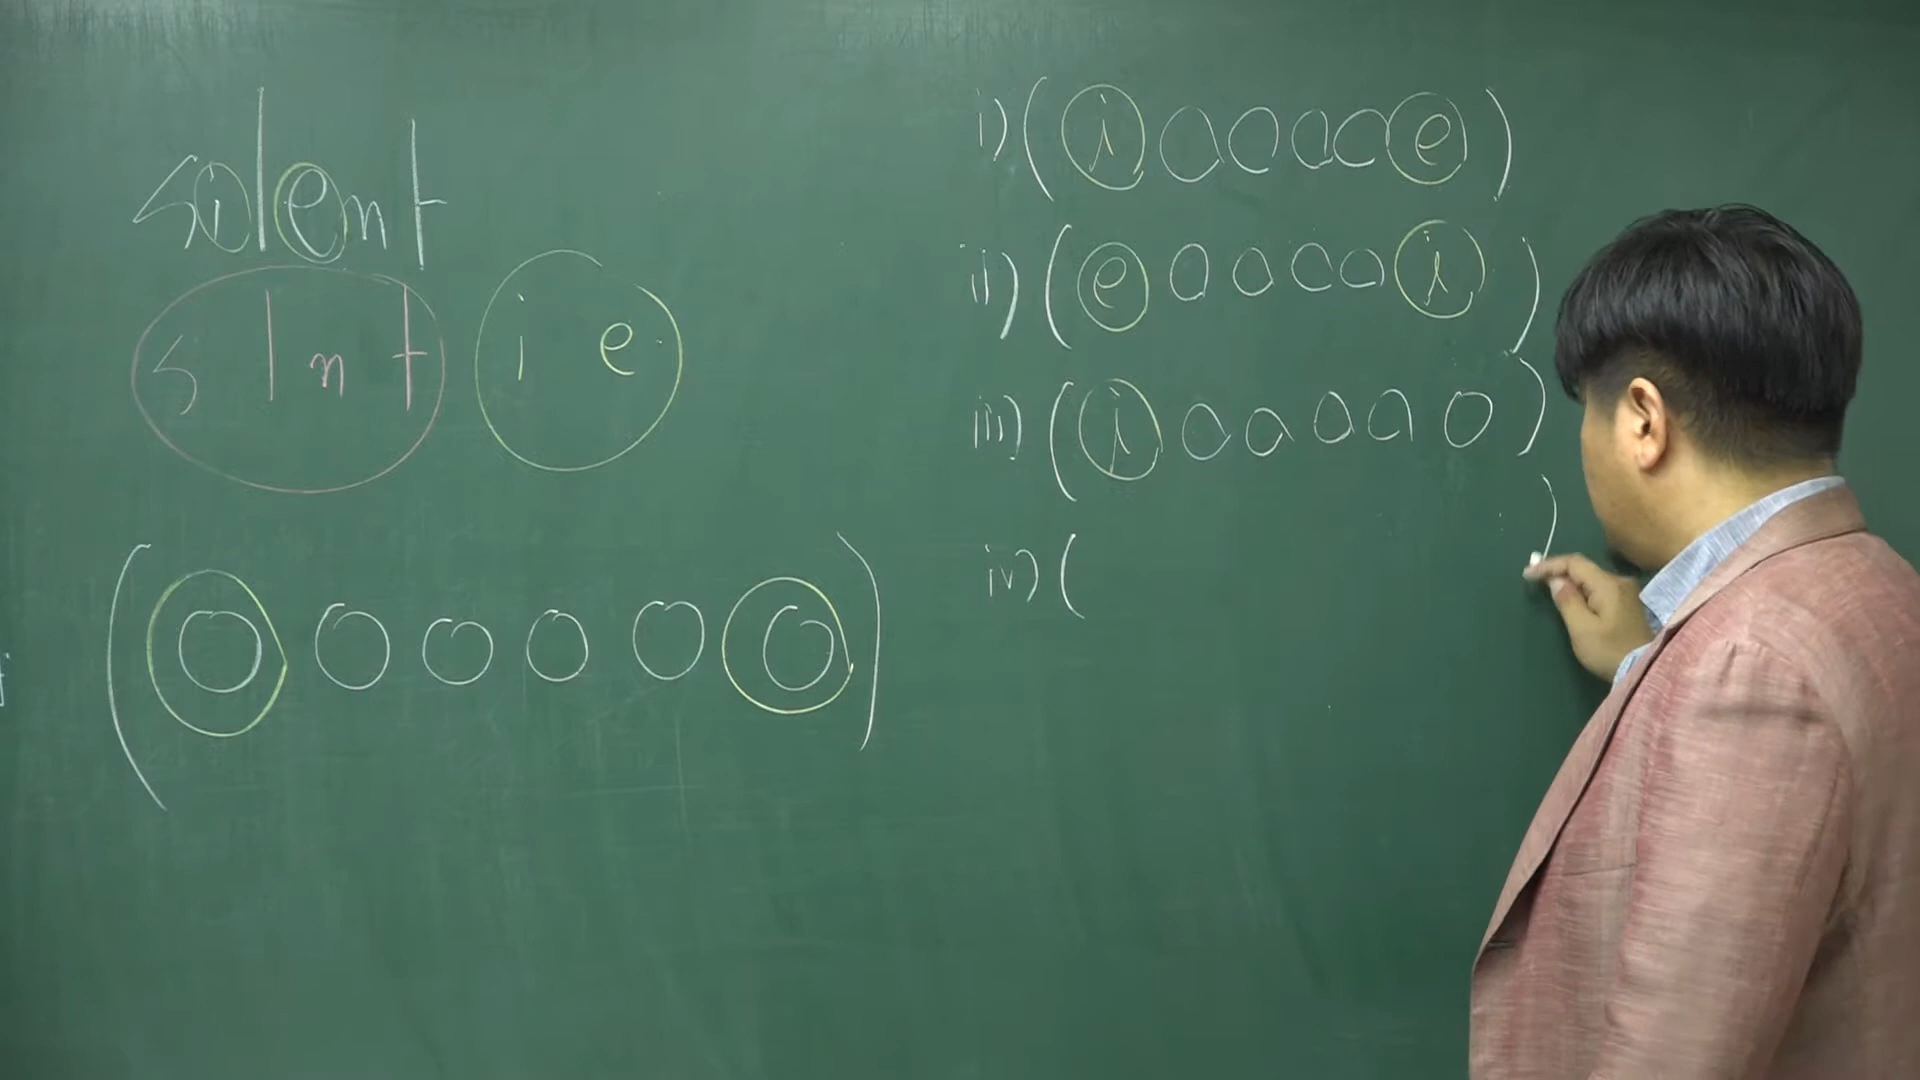 silent
s l n t i e
( O O O O O O )
i) ( i O O O O e )
ii) ( e O O O O i )
iii) ( i O O O O O )
iv) ( )